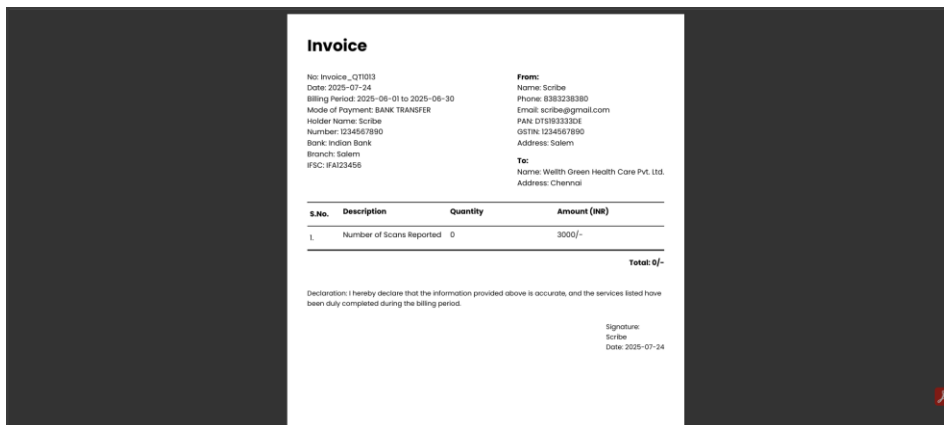 Invoice
No: Invoice_QT1013
Date: 2025-07-24
Billing Period: 2025-06-01 to 2025-06-30
Mode of Payment: BANK TRANSFER
Holder Name: Scribe
Number: 1234567890
Bank: Indian Bank
Branch: Salem
IFSC: IFA123456
From:
Name: Scribe
Phone: 8383238380
Email: scribe@gmail.com
PAN: DTS193333DE
GSTIN: 1234567890
Address: Salem
To:
Name: Wellth Green Health Care Pvt. Ltd.
Address: Chennai
S.No. Description Quantity Amount (INR)
1. Number of Scans Reported 0 3000/-
Total: 0/-
Declaration: I hereby declare that the information provided above is accurate, and the services listed have
been duly completed during the billing period.
Signature:
Scribe
Date: 2025-07-24